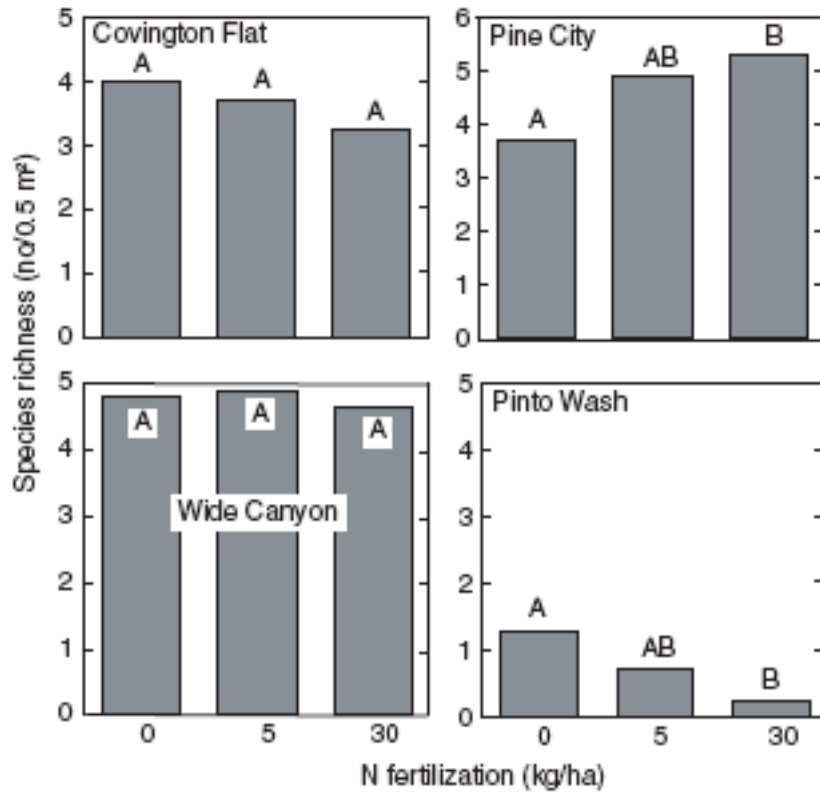 Species richness (no/0.5 m²)
Covington Flat
5
4
3
2
1
0
A
A
A
Pine City
6
5
4
3
2
1
0
A
AB
B
5
4
3
2
1
0
A
A
A
Wide Canyon
0
5
30
Pinto Wash
5
4
3
2
1
0
A
AB
B
0
5
30
N fertilization (kg/ha)